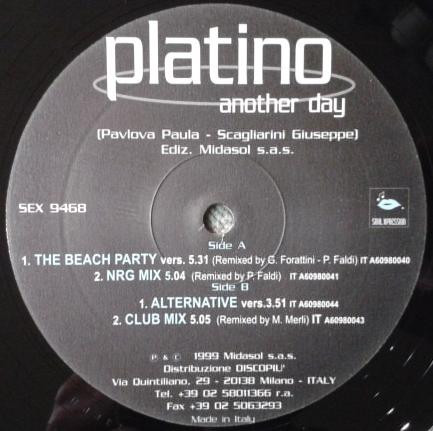 platino
another day
(Pavlova Paula - Scagliarini Giuseppe)
Ediz. Midasol s.a.s.
SEX 9468
SOUL XPRESSION
Side A
1. THE BEACH PARTY vers. 5.31 (Remixed by G. Forattini - P. Faldi) IT A60980040
2. NRG MIX 5.04 (Remixed by P. Faldi) IT A60980041
Side B
1. ALTERNATIVE vers.3.51 IT A60980044
2. CLUB MIX 5.05 (Remixed by M. Merli) IT A60980043
℗ & © 1999 Midasol s.a.s.
Distribuzione DISCOPIU'
Via Quintiliano, 29 - 20138 Milano - ITALY
Tel. +39 02 58011366 r.a.
Fax +39 02 5063293
Made in Italy